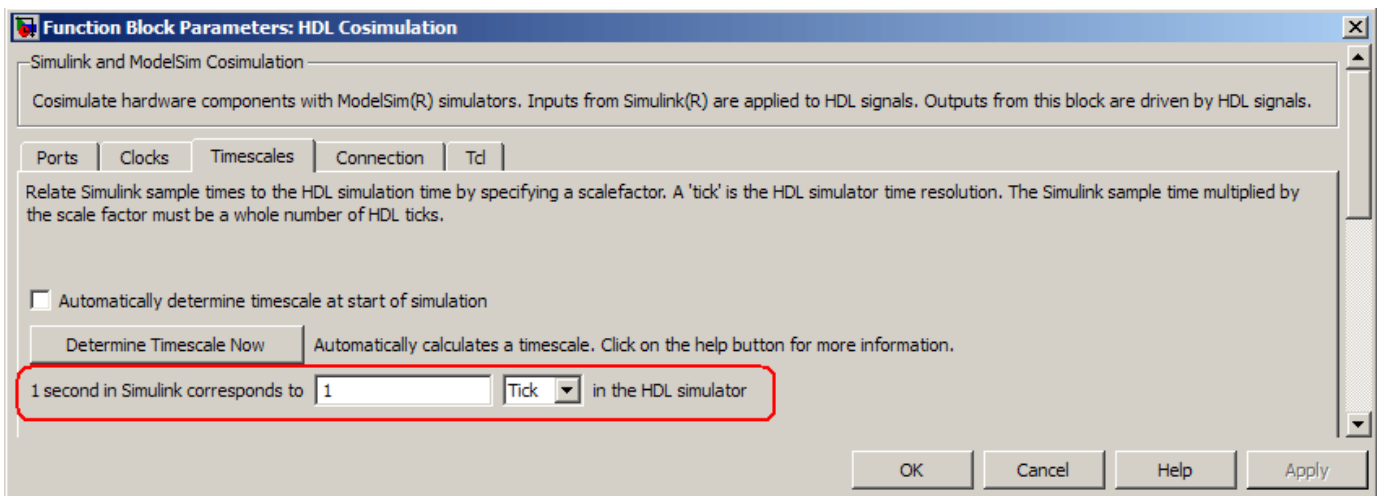 Function Block Parameters: HDL Cosimulation
Simulink and ModelSim Cosimulation
Cosimulate hardware components with ModelSim(R) simulators. Inputs from Simulink(R) are applied to HDL signals. Outputs from this block are driven by HDL signals.
Ports Clocks Timescales Connection Tcl
Relate Simulink sample times to the HDL simulation time by specifying a scalefactor. A 'tick' is the HDL simulator time resolution. The Simulink sample time multiplied by
the scale factor must be a whole number of HDL ticks.
Automatically determine timescale at start of simulation
Determine Timescale Now Automatically calculates a timescale. Click on the help button for more information.
1 second in Simulink corresponds to 1 Tick in the HDL simulator
OK Cancel Help Apply